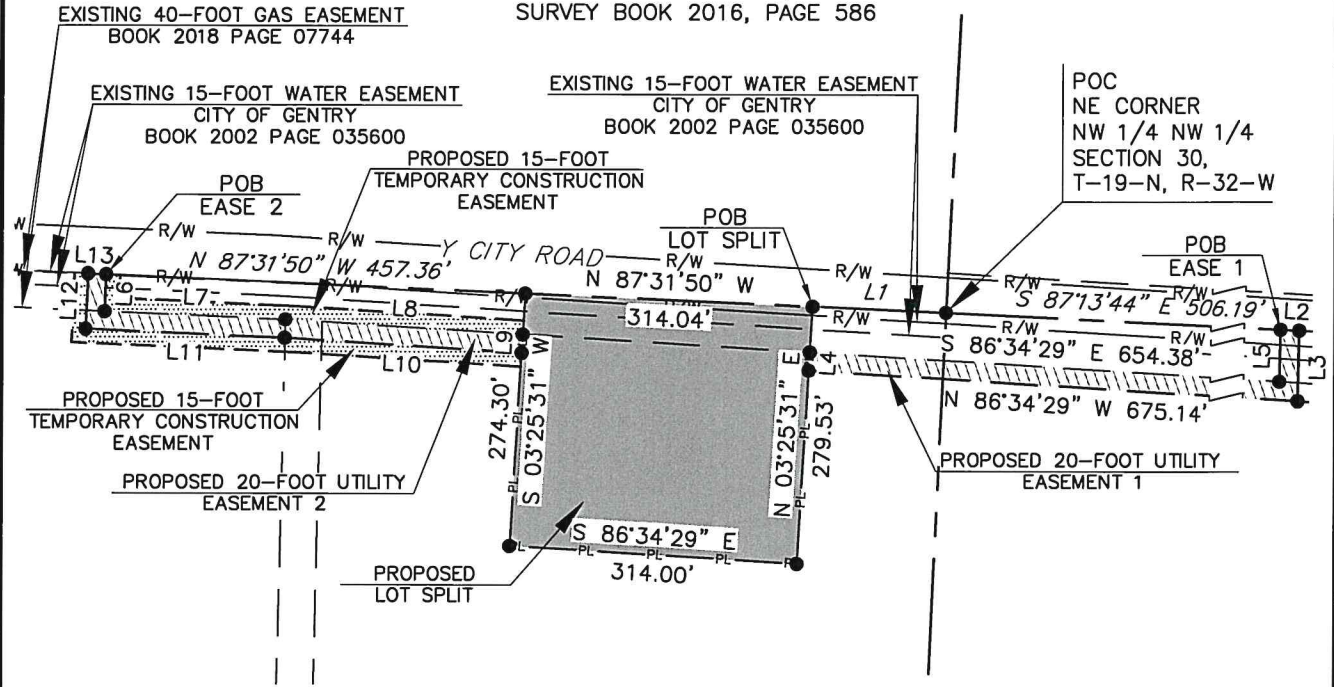 SURVEY BOOK 2016, PAGE 586
EXISTING 40-FOOT GAS EASEMENT
BOOK 2018 PAGE 07744
EXISTING 15-FOOT WATER EASEMENT
CITY OF GENTRY
BOOK 2002 PAGE 035600
EXISTING 15-FOOT WATER EASEMENT
CITY OF GENTRY
BOOK 2002 PAGE 035600
POC
NE CORNER
NW 1/4 NW 1/4
SECTION 30,
T-19-N, R-32-W
PROPOSED 15-FOOT
TEMPORARY CONSTRUCTION
EASEMENT
POB
EASE 2
POB
LOT SPLIT
POB
EASE 1
R/W
R/W
Y CITY ROAD
R/W
R/W
R/W
R/W
L13
N 87°31'50" W 457.36'
N 87°31'50" W
L1
S 87°13'44" E 506.19'
L2
R/W
R/W
R/W
R/W
R/W
R/W
L12
L6
L7
L8
314.04'
S 86°34'29" E 654.38'
L5
L3
L11
L10
L9
L4
N 86°34'29" W 675.14'
PROPOSED 15-FOOT
TEMPORARY CONSTRUCTION
EASEMENT
274.30'
S 03°25'31" W
N 03°25'31" E
279.53'
PROPOSED 20-FOOT UTILITY
EASEMENT 1
PROPOSED 20-FOOT UTILITY
EASEMENT 2
PL
PL
PL
PL
S 86°34'29" E
PL
PL
PL
314.00'
PROPOSED
LOT SPLIT